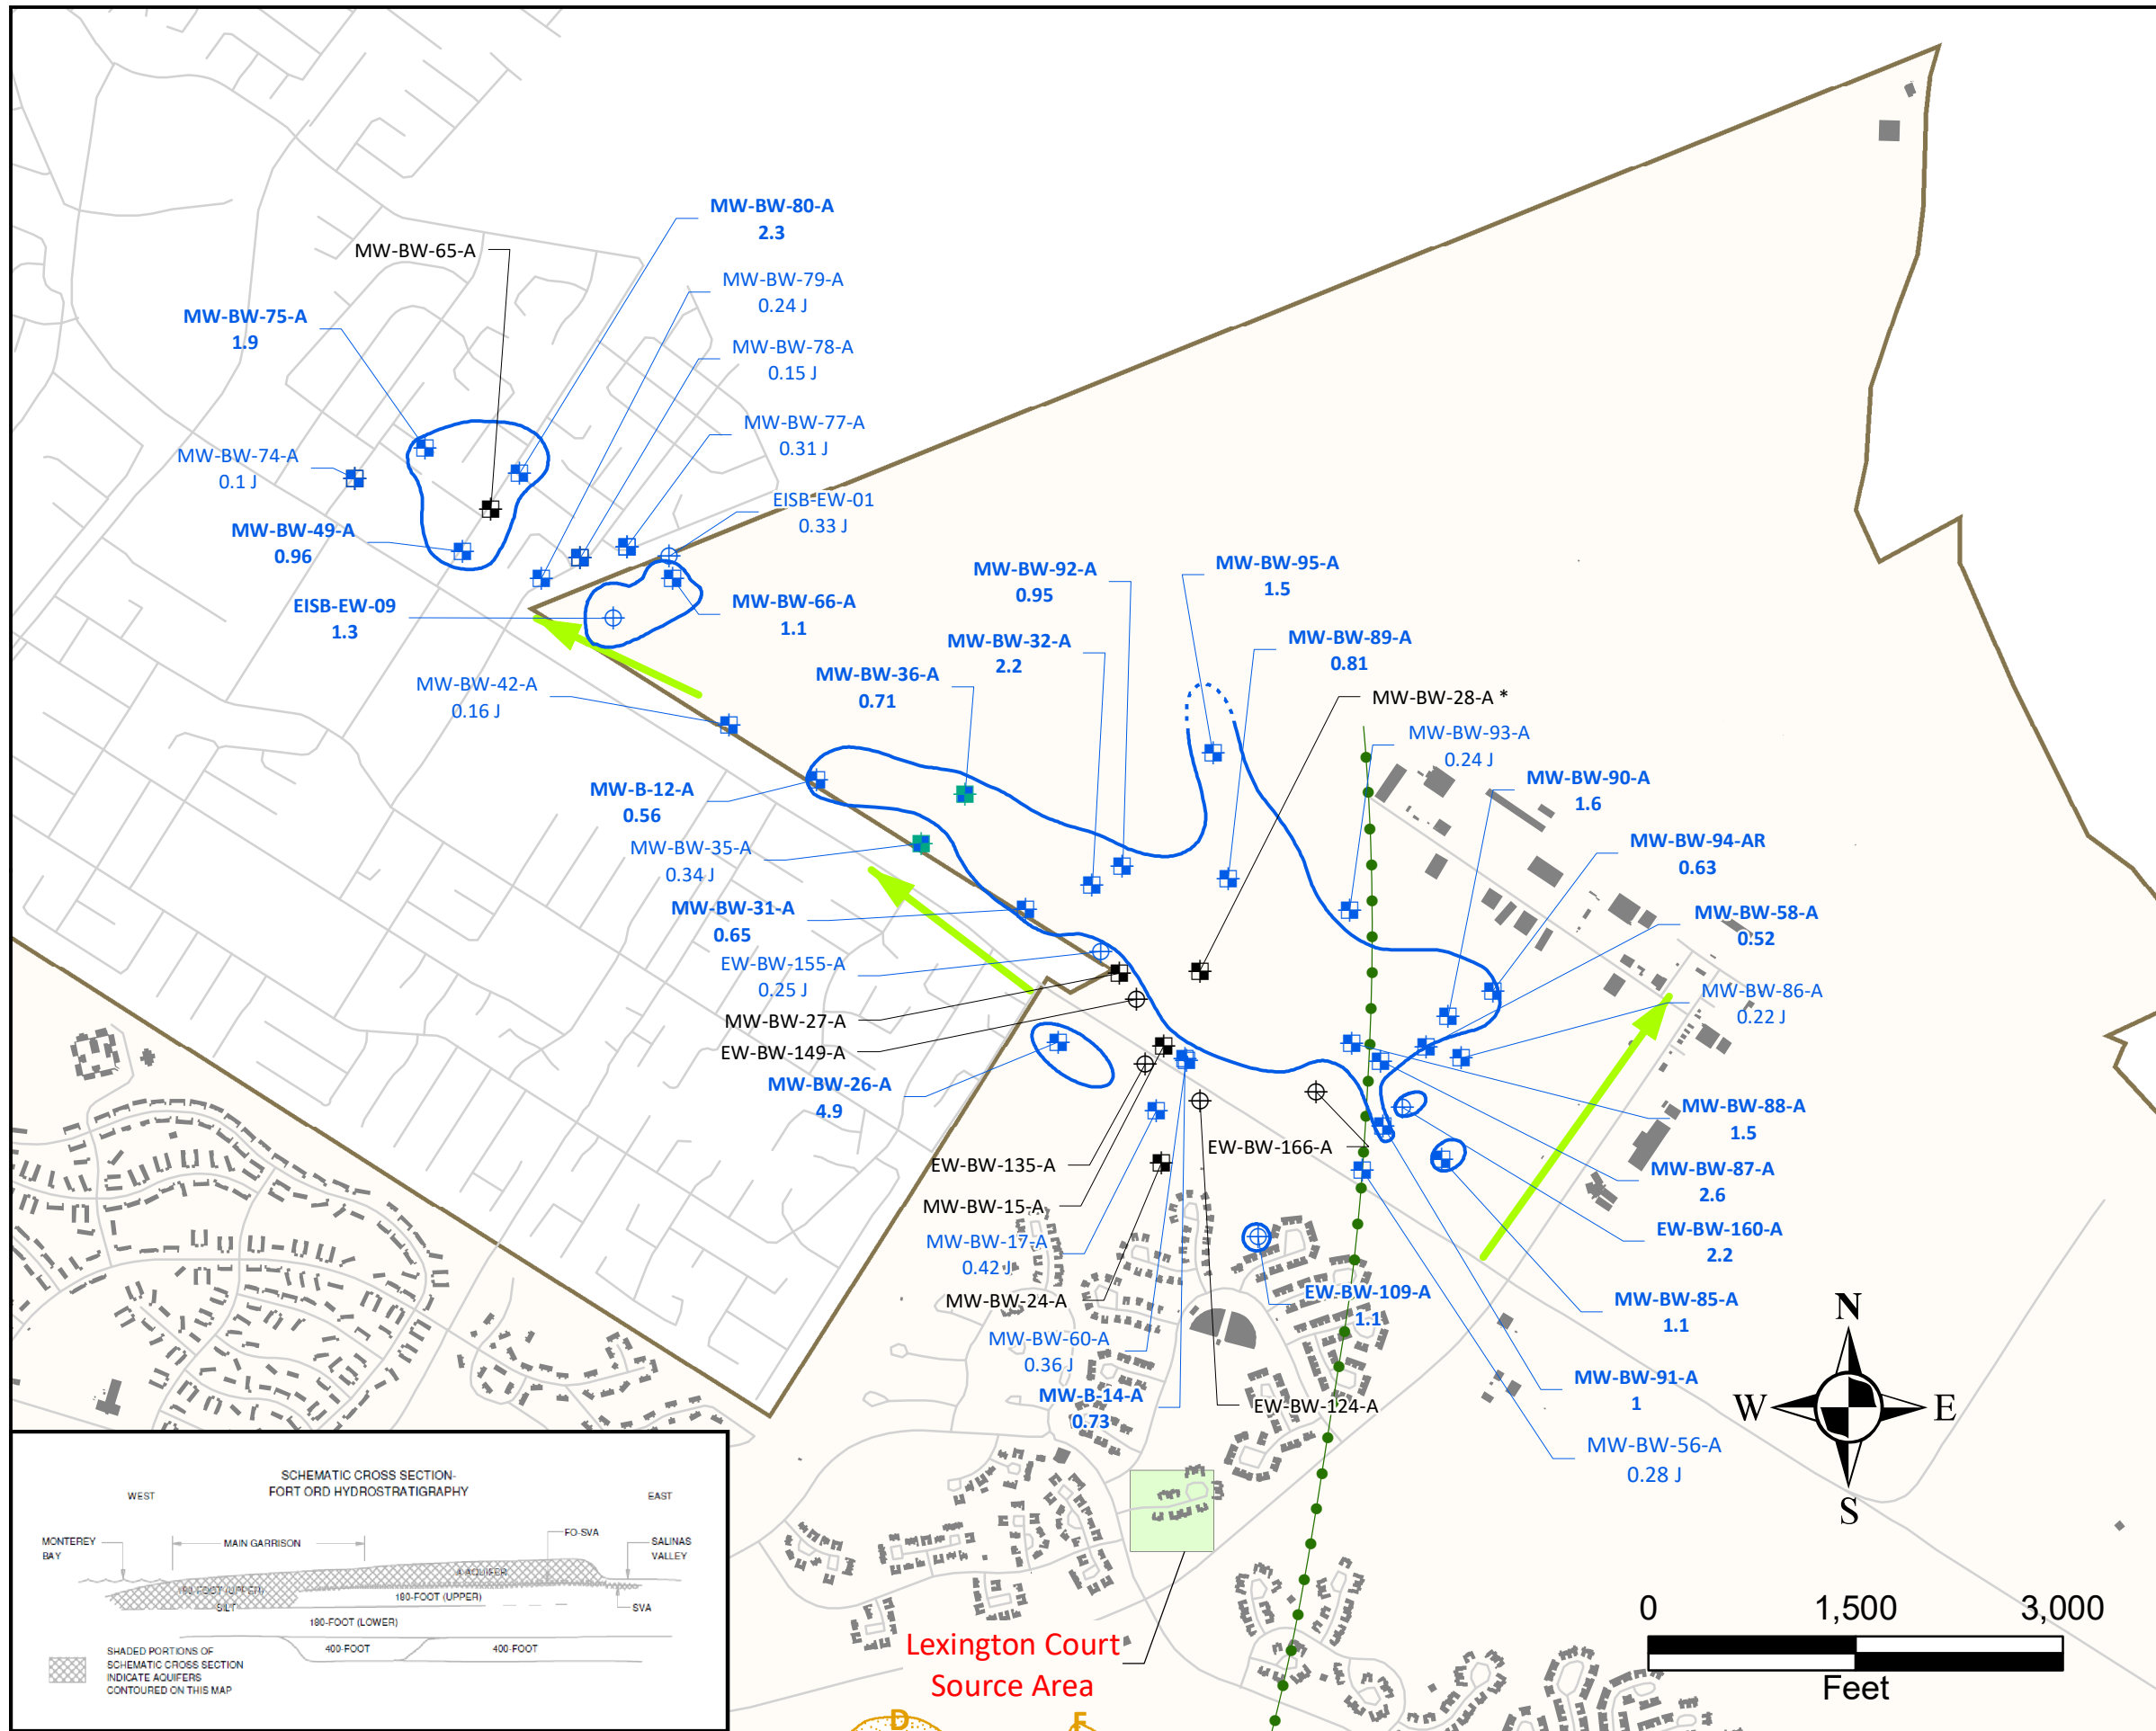 MW-BW-80-A
2.3
MW-BW-65-A
MW-BW-79-A
0.24 J
MW-BW-75-A
1.9
MW-BW-78-A
0.15 J
MW-BW-77-A
0.31 J
MW-BW-74-A
0.1 J
EISB-EW-01
0.33 J
MW-BW-49-A
0.96
MW-BW-92-A
0.95
MW-BW-95-A
1.5
EISB-EW-09
1.3
MW-BW-66-A
1.1
MW-BW-32-A
2.2
MW-BW-89-A
0.81
MW-BW-36-A
0.71
MW-BW-42-A
0.16 J
MW-BW-28-A *
MW-BW-93-A
0.24 J
MW-BW-90-A
1.6
MW-B-12-A
0.56
MW-BW-35-A
0.34 J
MW-BW-94-AR
0.63
MW-BW-31-A
0.65
MW-BW-58-A
0.52
EW-BW-155-A
0.25 J
MW-BW-86-A
0.22 J
MW-BW-27-A
EW-BW-149-A
MW-BW-26-A
4.9
MW-BW-88-A
1.5
EW-BW-166-A
EW-BW-135-A
MW-BW-87-A
2.6
MW-BW-15-A
EW-BW-160-A
2.2
MW-BW-17-A
0.42 J
MW-BW-24-A
EW-BW-109-A
1.1
MW-BW-85-A
1.1
MW-BW-60-A
0.36 J
MW-BW-91-A
1
MW-B-14-A
0.73
EW-BW-124-A
MW-BW-56-A
0.28 J
N
W
E
S
SCHEMATIC CROSS SECTION-
FORT ORD HYDROSTRATIGRAPHY
WEST
EAST
MONTEREY
BAY
MAIN GARRISON
FO-SVA
SALINAS
VALLEY
A-AQUIFER
180-FOOT (UPPER)
180-FOOT (UPPER)
SILT
SVA
180-FOOT (LOWER)
400-FOOT
400-FOOT
SHADED PORTIONS OF
SCHEMATIC CROSS SECTION
INDICATE AQUIFERS
CONTOURED ON THIS MAP
Lexington Court
Source Area
0
1,500
3,000
Feet
D